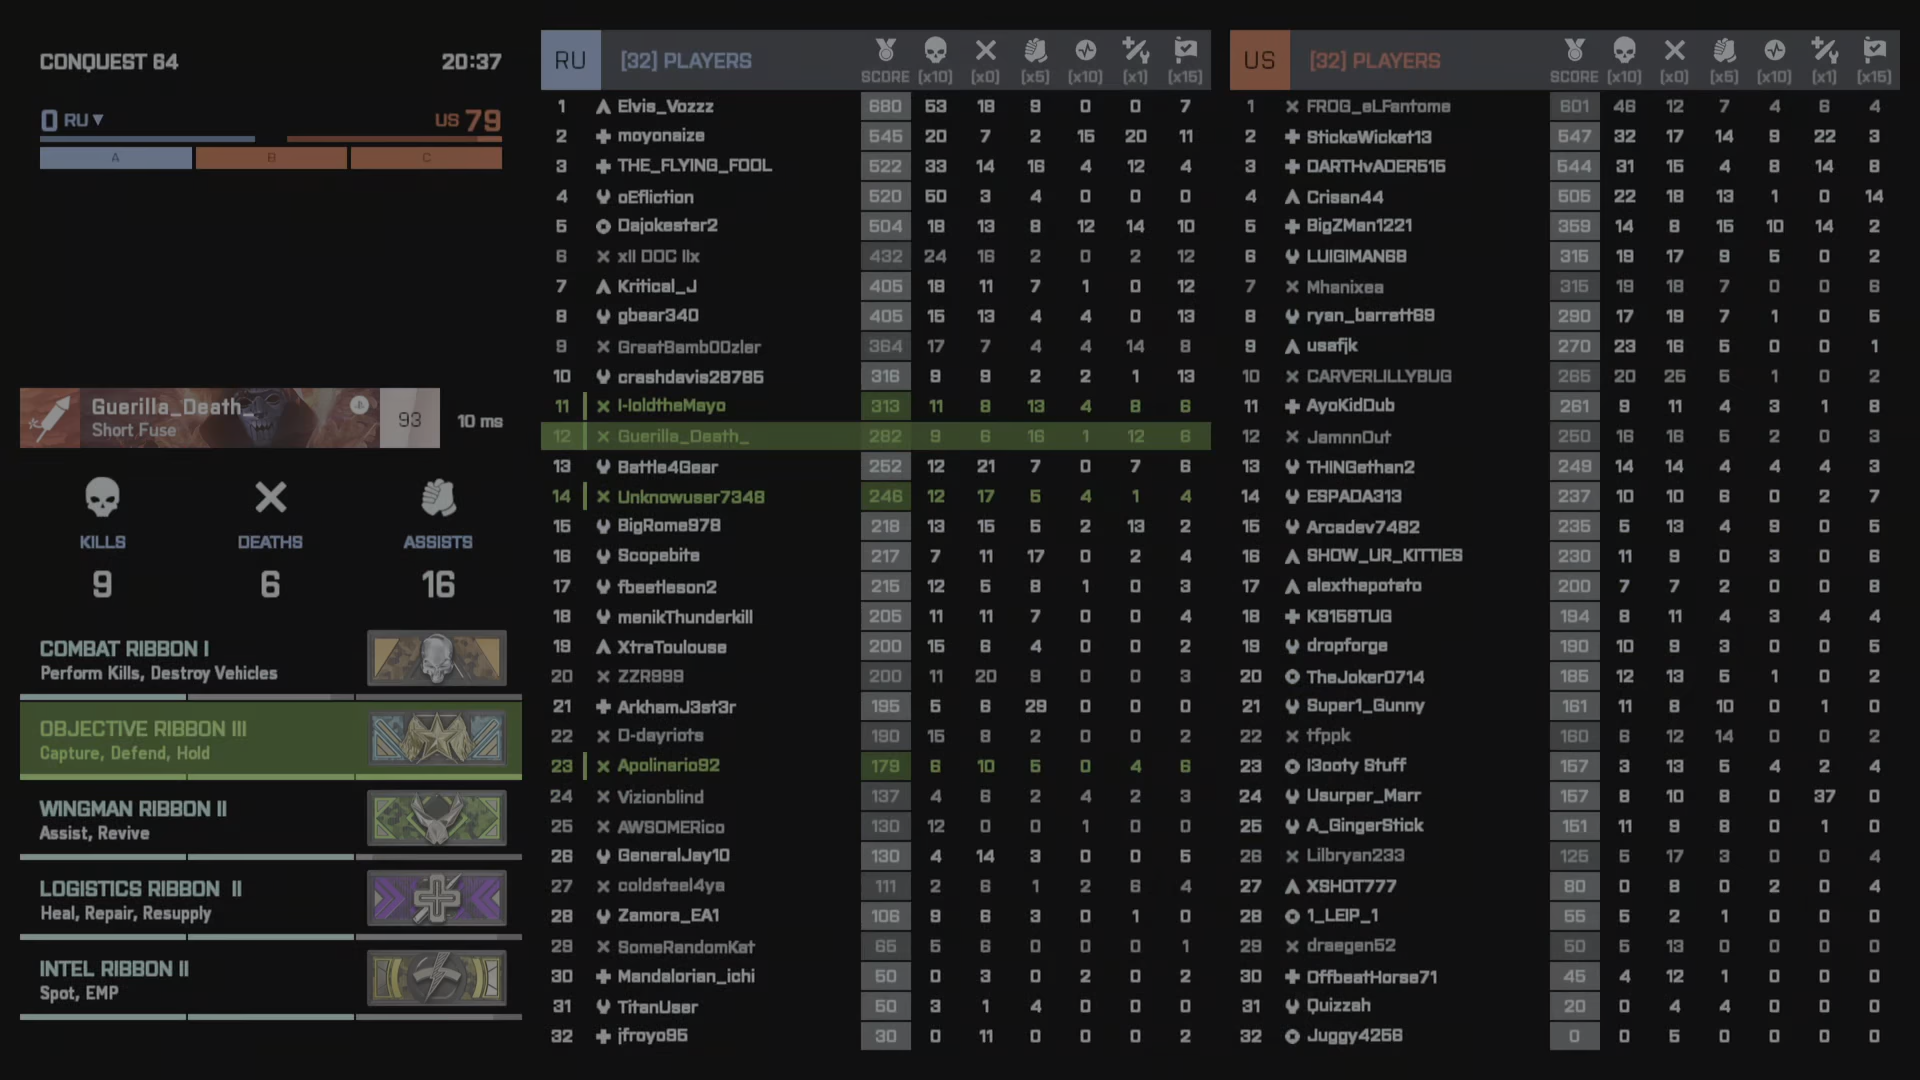 CONQUEST 64 20:37
0 RU ▼ US 79
A B C
Guerilla_Death_
Short Fuse
93
10 ms
KILLS DEATHS ASSISTS
9 6 16
COMBAT RIBBON I
Perform Kills, Destroy Vehicles
OBJECTIVE RIBBON III
Capture, Defend, Hold
WINGMAN RIBBON II
Assist, Revive
LOGISTICS RIBBON II
Heal, Repair, Resupply
INTEL RIBBON II
Spot, EMP
RU [32] PLAYERS
SCORE (x10) (x0) (x5) (x10) (x1) (x15)
1 Elvis_Vozzz 680 53 18 9 0 0 7
2 moyonaize 545 20 7 2 15 20 11
3 THE_FLYING_FOOL 522 33 14 16 4 12 4
4 oEfliction 520 50 3 4 0 0 0
5 Dajokester2 504 18 13 8 12 14 10
6 xII DOC IIx 432 24 16 2 0 2 12
7 Kritical_J 405 18 11 7 1 0 12
8 gbear340 405 15 13 4 4 0 13
9 GreatBamb00zler 364 17 7 4 4 14 8
10 crashdavis28785 316 9 9 2 2 1 13
11 I-IoldtheMayo 313 11 8 13 4 8 6
12 Guerilla_Death_ 282 9 6 16 1 12 6
13 Battle4Gear 252 12 21 7 0 7 6
14 Unknowuser7348 246 12 17 5 4 1 4
15 BigRome978 218 13 15 5 2 13 2
16 Scopebite 217 7 11 17 0 2 4
17 fbeetleson2 215 12 5 8 1 0 3
18 menikThunderkill 205 11 11 7 0 0 4
19 XtraToulouse 200 15 6 4 0 0 2
20 ZZR999 200 11 20 9 0 0 3
21 ArkhamJ3st3r 195 5 6 29 0 0 0
22 D-dayriots 190 15 8 2 0 0 2
23 Apolinario92 179 6 10 5 0 4 6
24 Vizionblind 137 4 6 2 4 2 3
25 AWSOMERico 130 12 0 0 1 0 0
26 GeneralJay10 130 4 14 3 0 0 5
27 coldsteel4ya 111 2 6 1 2 6 4
28 Zamora_EA1 106 9 6 3 0 1 0
29 SomeRandomKat 65 5 6 0 0 0 1
30 Mandalorian_ichi 50 0 3 0 2 0 2
31 TitanUser 50 3 1 4 0 0 0
32 jfroyo95 30 0 11 0 0 0 2
US [32] PLAYERS
SCORE (x10) (x0) (x5) (x10) (x1) (x15)
1 FROG_eLFantome 601 46 12 7 4 6 4
2 StickeWicket13 547 32 17 14 9 22 3
3 DARTHvADER515 544 31 15 4 8 14 8
4 Crisan44 505 22 18 13 1 0 14
5 BigZMan1221 359 14 8 15 10 14 2
6 LUIGIMAN68 315 19 17 9 5 0 2
7 Mhanixea 315 19 18 7 0 0 6
8 ryan_barrett69 290 17 19 7 1 0 5
9 usafjk 270 23 16 5 0 0 1
10 CARVERLILLYBUG 265 20 25 5 1 0 2
11 AyoKidDub 261 9 11 4 3 1 8
12 JamnnOut 250 16 16 5 2 0 3
13 THINGethan2 249 14 14 4 4 4 3
14 ESPADA313 237 10 10 6 0 2 7
15 Arcadev7482 235 5 13 4 9 0 5
16 SHOW_UR_KITTIES 230 11 9 0 3 0 6
17 alexthepotato 200 7 7 2 0 0 8
18 K9159TUG 194 8 11 4 3 4 4
19 dropforge 190 10 9 3 0 0 5
20 TheJoker0714 185 12 13 5 1 0 2
21 Super1_Gunny 161 11 8 10 0 1 0
22 tfppk 160 6 12 14 0 0 2
23 I3ooty Stuff 157 3 13 5 4 2 4
24 Usurper_Marr 157 8 10 8 0 37 0
25 A_GingerStick 151 11 9 8 0 1 0
26 Lilbryan233 125 5 17 3 0 0 4
27 XSHOT777 80 0 8 0 2 0 4
28 1_LEIP_1 55 5 2 1 0 0 0
29 draegen52 50 5 13 0 0 0 0
30 OffbeatHorse71 45 4 12 1 0 0 0
31 Quizzah 20 0 4 4 0 0 0
32 Juggy4256 0 0 5 0 0 0 0